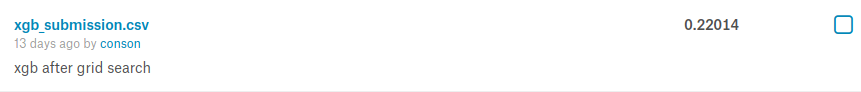 xgb_submission.csv 0.22014
13 days ago by conson
xgb after grid search